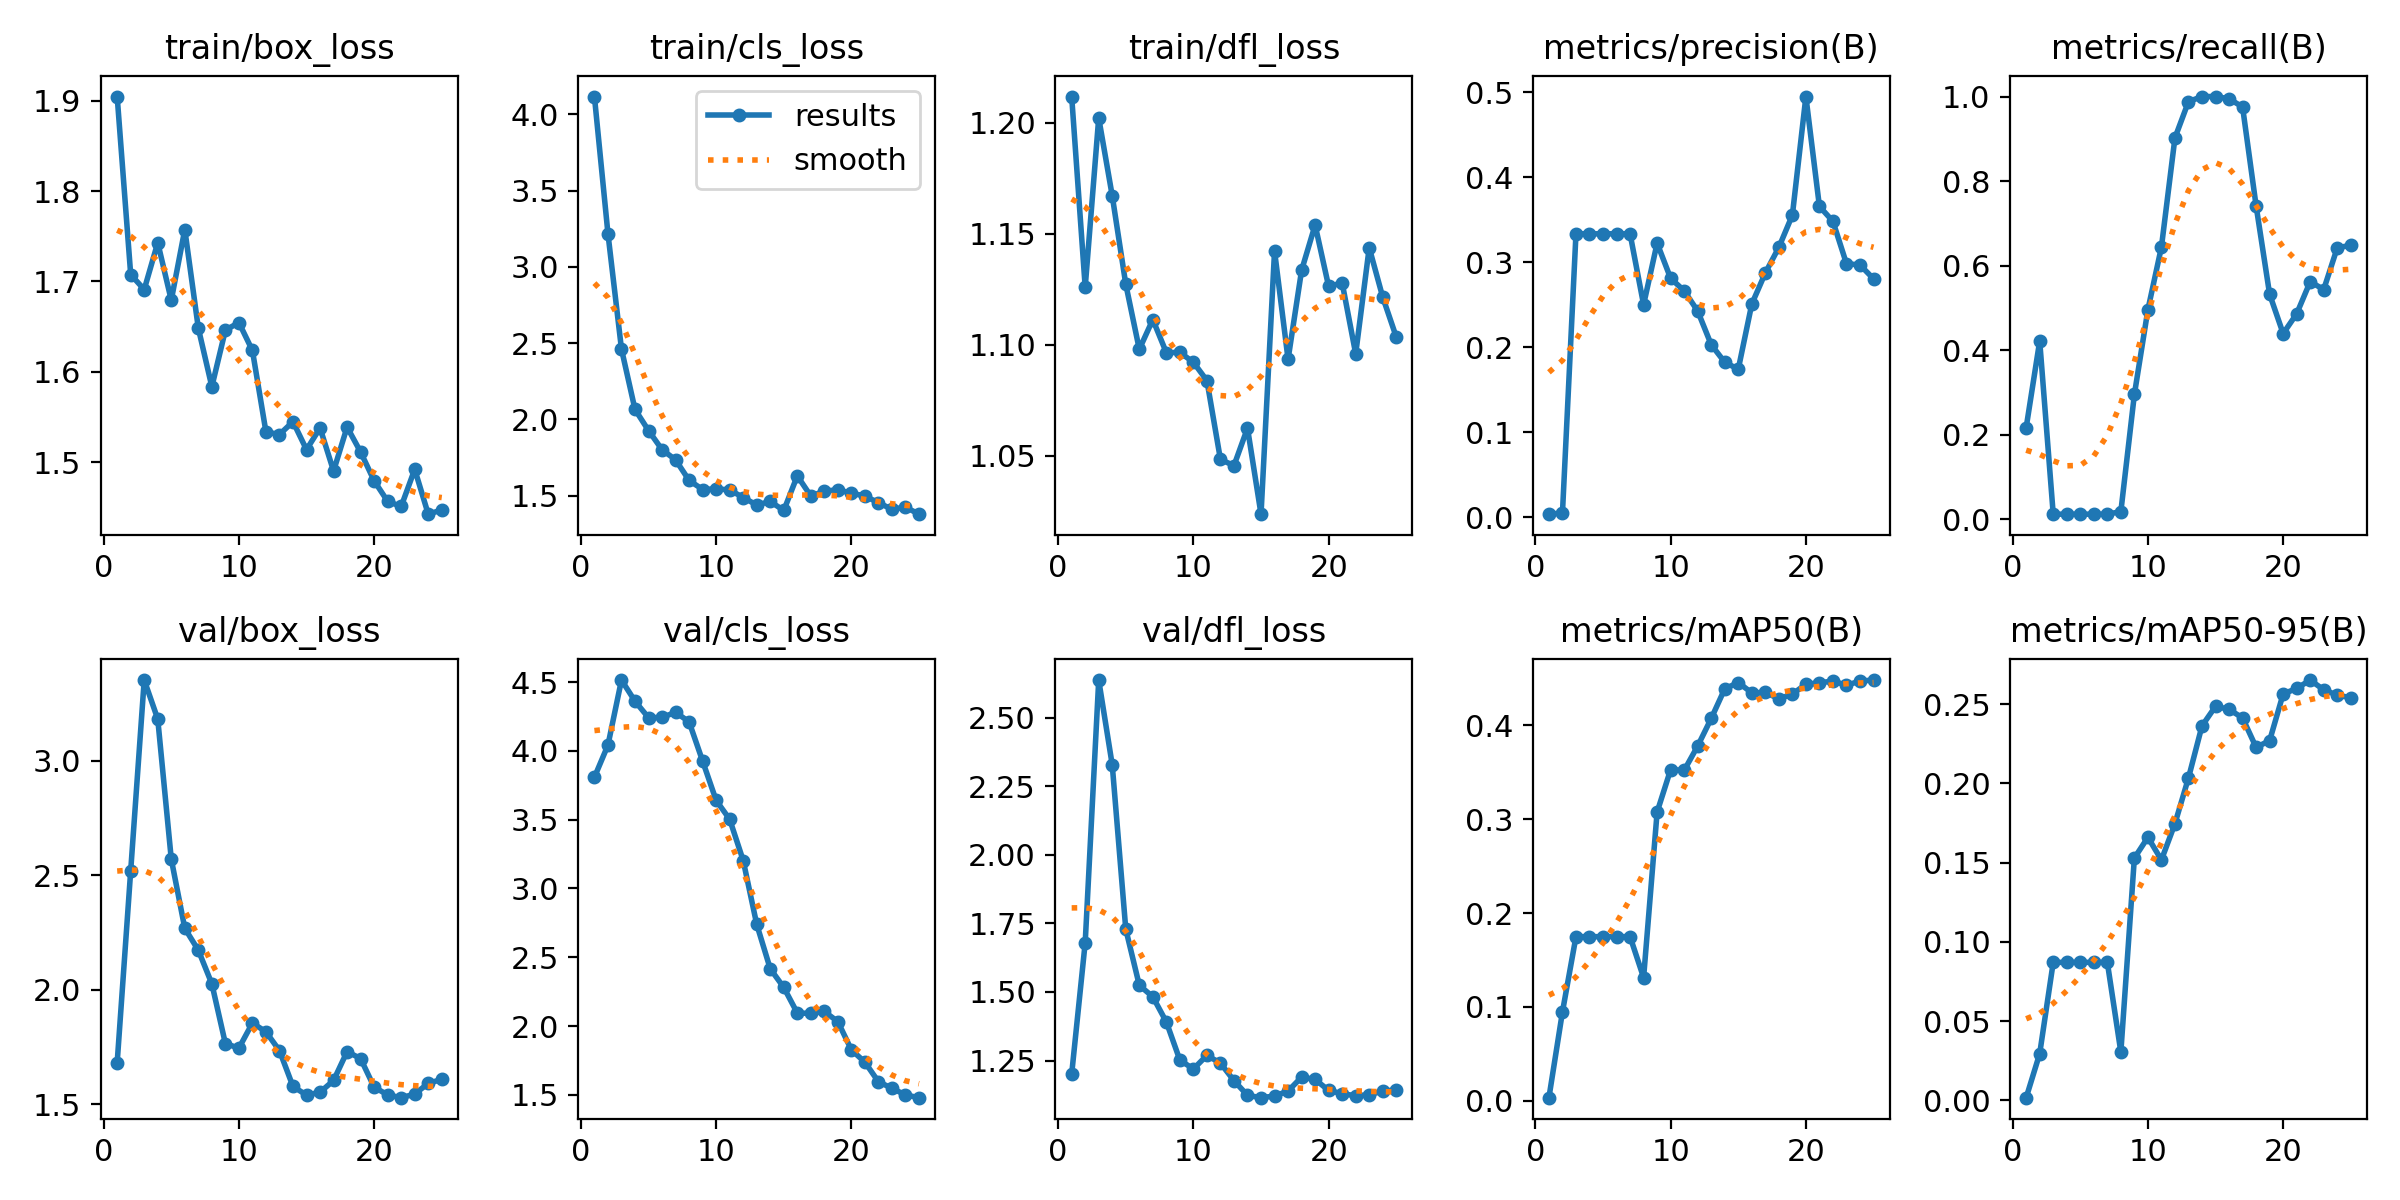 train/box_loss
1.9
1.8
1.7
1.6
1.5
0 10 20
train/cls_loss
results
smooth
4.0
3.5
3.0
2.5
2.0
1.5
0 10 20
train/dfl_loss
1.20
1.15
1.10
1.05
0 10 20
metrics/precision(B)
0.5
0.4
0.3
0.2
0.1
0.0
0 10 20
metrics/recall(B)
1.0
0.8
0.6
0.4
0.2
0.0
0 10 20
val/box_loss
3.0
2.5
2.0
1.5
0 10 20
val/cls_loss
4.5
4.0
3.5
3.0
2.5
2.0
1.5
0 10 20
val/dfl_loss
2.50
2.25
2.00
1.75
1.50
1.25
0 10 20
metrics/mAP50(B)
0.4
0.3
0.2
0.1
0.0
0 10 20
metrics/mAP50-95(B)
0.25
0.20
0.15
0.10
0.05
0.00
0 10 20